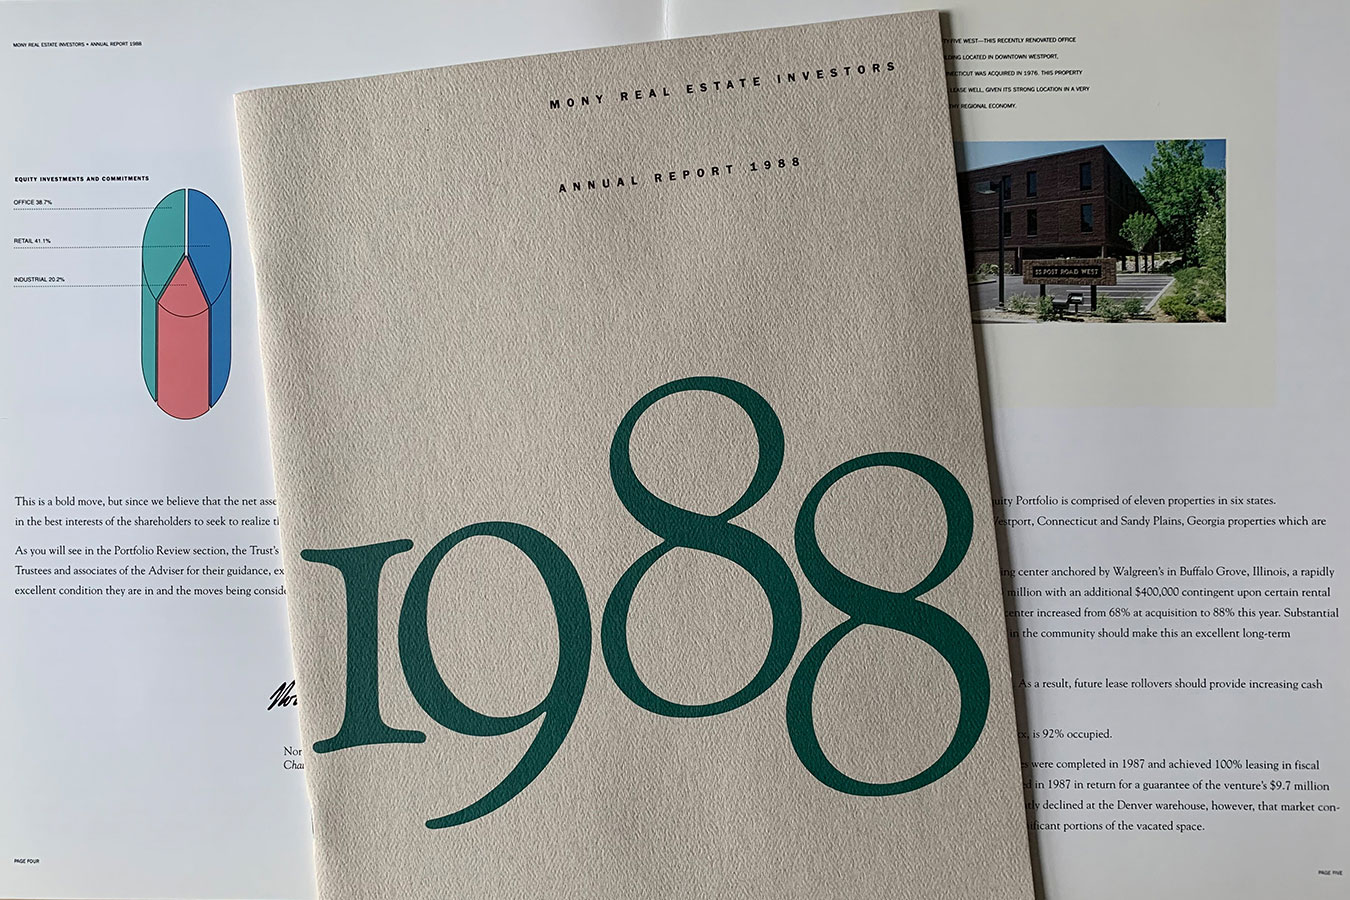 MONY REAL ESTATE INVESTORS • ANNUAL REPORT 1988
EQUITY INVESTMENTS AND COMMITMENTS
OFFICE 38.7%
RETAIL 41.1%
INDUSTRIAL 20.2%
This is a bold move, but since we believe that the net asse
in the best interests of the shareholders to seek to realize t
As you will see in the Portfolio Review section, the Trust's
Trustees and associates of the Adviser for their guidance, ex
excellent condition they are in and the moves being conside
Nor
Chai
PAGE FOUR
MONY REAL ESTATE INVESTORS
ANNUAL REPORT 1988
1988
FIVE WEST—THIS RECENTLY RENOVATED OFFICE
LOCATED IN DOWNTOWN WESTPORT,
WAS ACQUIRED IN 1976. THIS PROPERTY
LEASE WELL, GIVEN ITS STRONG LOCATION IN A VERY
REGIONAL ECONOMY.
55 POST ROAD WEST
uity Portfolio is comprised of eleven properties in six states.
estport, Connecticut and Sandy Plains, Georgia properties which are
ng center anchored by Walgreen's in Buffalo Grove, Illinois, a rapidly
million with an additional $400,000 contingent upon certain rental
enter increased from 68% at acquisition to 88% this year. Substantial
in the community should make this an excellent long-term
As a result, future lease rollovers should provide increasing cash
is 92% occupied.
s were completed in 1987 and achieved 100% leasing in fiscal
d in 1987 in return for a guarantee of the venture's $9.7 million
tly declined at the Denver warehouse, however, that market con-
ificant portions of the vacated space.
PAGE FIVE